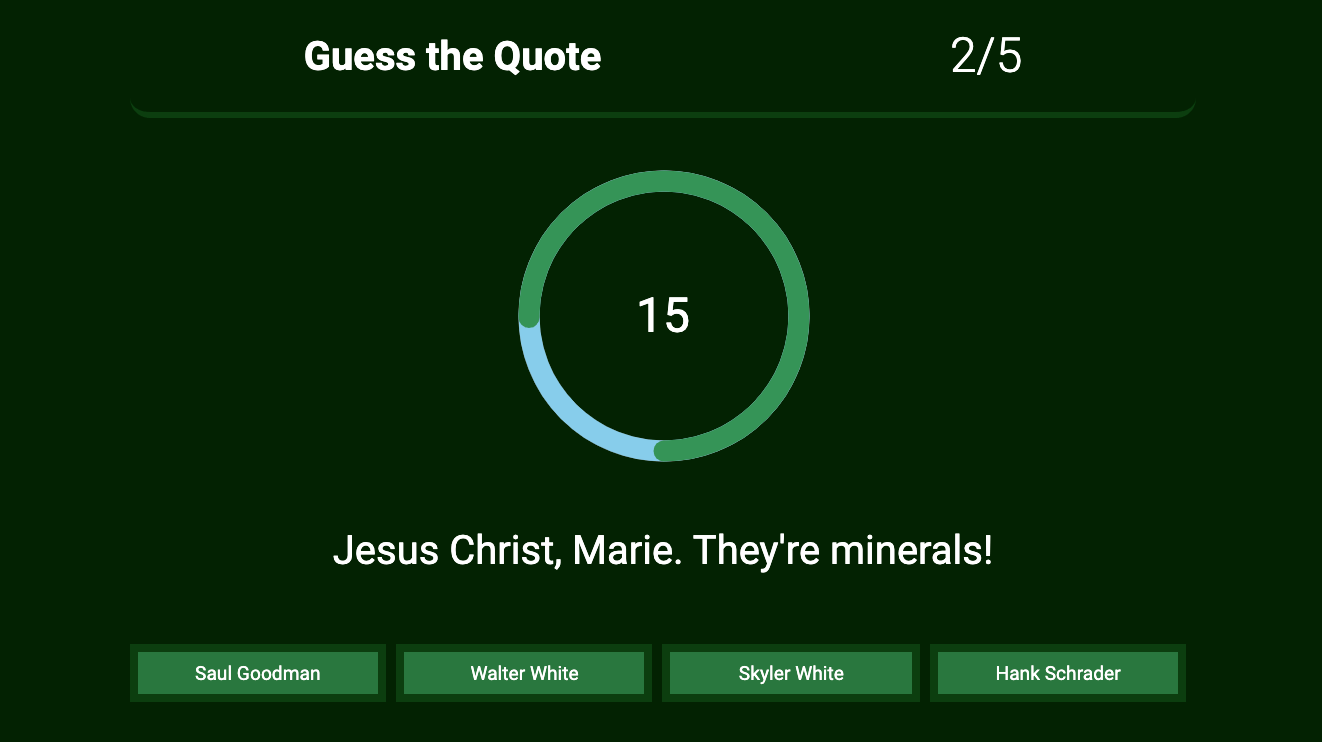 Guess the Quote
2/5
15
Jesus Christ, Marie. They're minerals!
Saul Goodman
Walter White
Skyler White
Hank Schrader